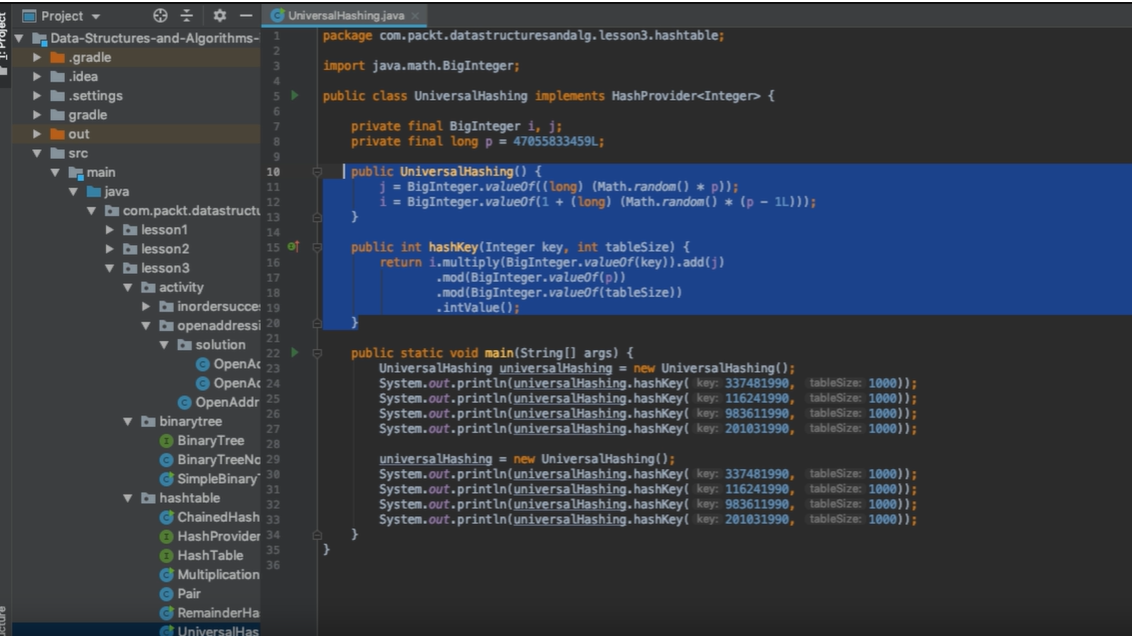 Project
UniversalHashing.java
1: Project
Data-Structures-and-Algorithms-
.gradle
.idea
.settings
gradle
out
src
main
java
com.packt.datastructu
lesson1
lesson2
lesson3
activity
inordersucce
openaddressi
solution
OpenAd
OpenAd
OpenAddr
binarytree
BinaryTree
BinaryTreeNo
SimpleBinary
hashtable
ChainedHash
HashProvider
HashTable
Multiplication
Pair
RemainderHa
UniversalHas
ucture
1 package com.packt.datastructuresandalg.lesson3.hashtable;
2
3 import java.math.BigInteger;
4
5 public class UniversalHashing implements HashProvider<Integer> {
6
7 private final BigInteger i, j;
8 private final long p = 47055833459L;
9
10 public UniversalHashing() {
11 j = BigInteger.valueOf((long) (Math.random() * p));
12 i = BigInteger.valueOf(1 + (long) (Math.random() * (p - 1L)));
13 }
14
15 public int hashKey(Integer key, int tableSize) {
16 return i.multiply(BigInteger.valueOf(key)).add(j)
17 .mod(BigInteger.valueOf(p))
18 .mod(BigInteger.valueOf(tableSize))
19 .intValue();
20 }
21
22 public static void main(String[] args) {
23 UniversalHashing universalHashing = new UniversalHashing();
24 System.out.println(universalHashing.hashKey( key: 337481990, tableSize: 1000));
25 System.out.println(universalHashing.hashKey( key: 116241990, tableSize: 1000));
26 System.out.println(universalHashing.hashKey( key: 983611990, tableSize: 1000));
27 System.out.println(universalHashing.hashKey( key: 201031990, tableSize: 1000));
28
29 universalHashing = new UniversalHashing();
30 System.out.println(universalHashing.hashKey( key: 337481990, tableSize: 1000));
31 System.out.println(universalHashing.hashKey( key: 116241990, tableSize: 1000));
32 System.out.println(universalHashing.hashKey( key: 983611990, tableSize: 1000));
33 System.out.println(universalHashing.hashKey( key: 201031990, tableSize: 1000));
34 }
35 }
36